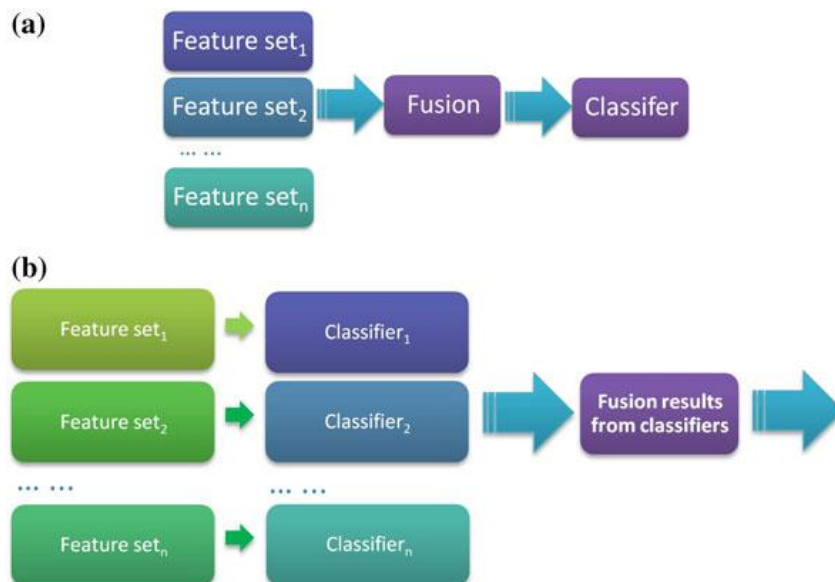 (a)
Feature set₁
Feature set₂
... ...
Feature setₙ
Fusion
Classifer
(b)
Feature set₁
Classifier₁
Feature set₂
Classifier₂
... ...
... ...
Feature setₙ
Classifierₙ
Fusion results
from classifiers